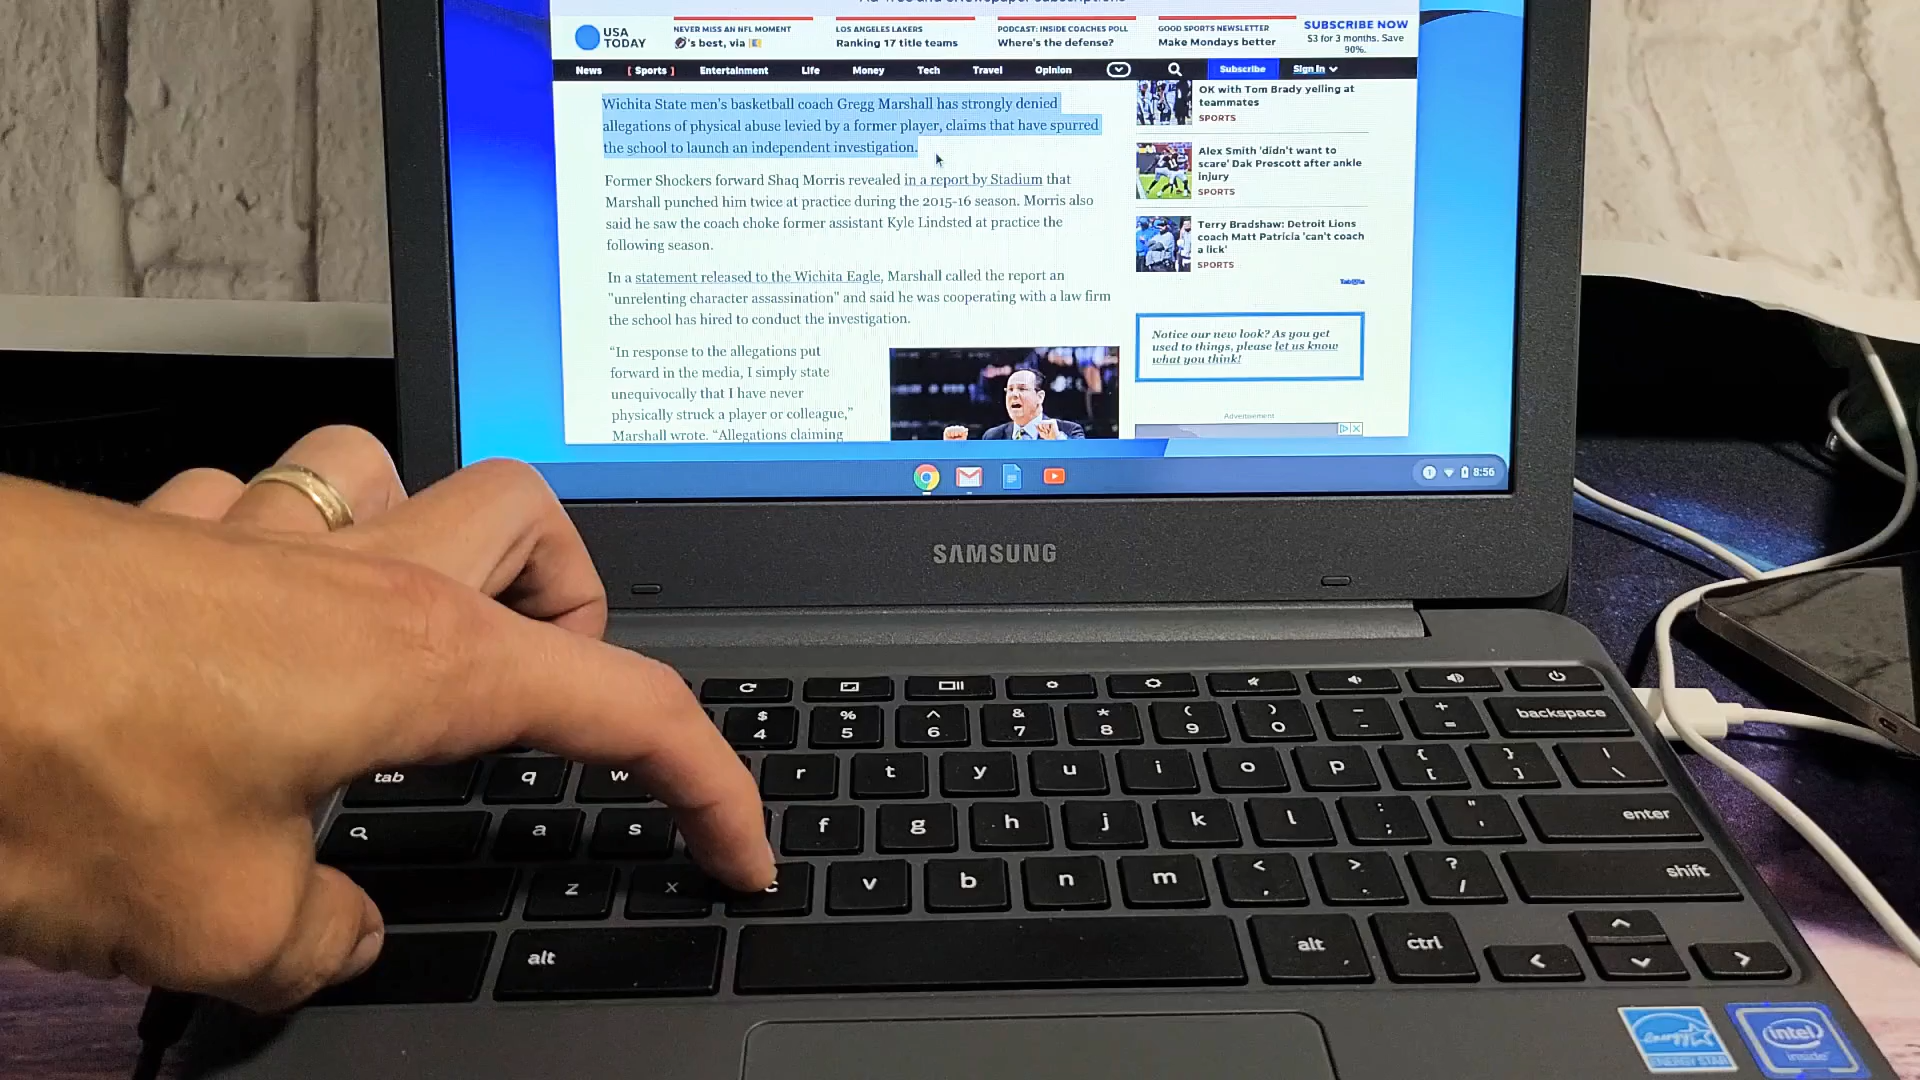 USA
TODAY
NEVER MISS AN NFL MOMENT
's best, via
LOS ANGELES LAKERS
Ranking 17 title teams
PODCAST: INSIDE COACHES POLL
Where's the defense?
GOOD SPORTS NEWSLETTER
Make Mondays better
SUBSCRIBE NOW
$3 for 3 months. Save
90%.
News [ Sports ] Entertainment Life Money Tech Travel Opinion Subscribe Sign In
Wichita State men's basketball coach Gregg Marshall has strongly denied
allegations of physical abuse levied by a former player, claims that have spurred
the school to launch an independent investigation.
Former Shockers forward Shaq Morris revealed in a report by Stadium that
Marshall punched him twice at practice during the 2015-16 season. Morris also
said he saw the coach choke former assistant Kyle Lindsted at practice the
following season.
In a statement released to the Wichita Eagle, Marshall called the report an
"unrelenting character assassination" and said he was cooperating with a law firm
the school has hired to conduct the investigation.
“In response to the allegations put
forward in the media, I simply state
unequivocally that I have never
physically struck a player or colleague,”
Marshall wrote. “Allegations claiming
OK with Tom Brady yelling at
teammates
SPORTS
Alex Smith 'didn't want to
scare' Dak Prescott after ankle
injury
SPORTS
Terry Bradshaw: Detroit Lions
coach Matt Patricia 'can't coach
a lick'
SPORTS
Notice our new look? As you get
used to things, please let us know
what you think!
Advertisement
8:56
SAMSUNG
$ % ^ & * ( ) - +
4 5 6 7 8 9 0 - = backspace
tab q w r t y u i o p { [ } ] | \
a s f g h j k l : ; " ' enter
z x c v b n m < , > . ? / shift
alt alt ctrl
ENERGY STAR
intel
inside